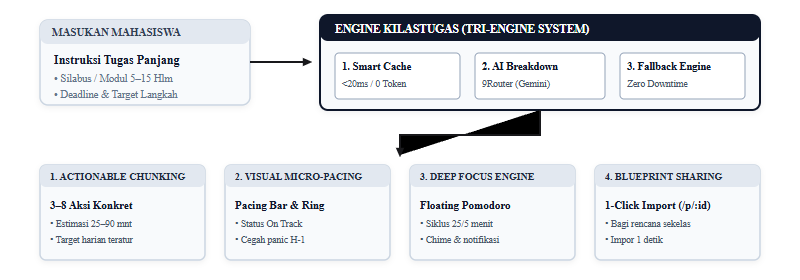 MASUKAN MAHASISWA
Instruksi Tugas Panjang
• Silabus / Modul 5–15 Hlm
• Deadline & Target Langkah
ENGINE KILASTUGAS (TRI-ENGINE SYSTEM)
1. Smart Cache
<20ms / 0 Token
2. AI Breakdown
9Router (Gemini)
3. Fallback Engine
Zero Downtime
1. ACTIONABLE CHUNKING
3–8 Aksi Konkret
• Estimasi 25–90 mnt
• Target harian teratur
2. VISUAL MICRO-PACING
Pacing Bar & Ring
• Status On Track
• Cegah panic H-1
3. DEEP FOCUS ENGINE
Floating Pomodoro
• Siklus 25/5 menit
• Chime & notifikasi
4. BLUEPRINT SHARING
1-Click Import (/p/:id)
• Bagi rencana sekelas
• Impor 1 detik